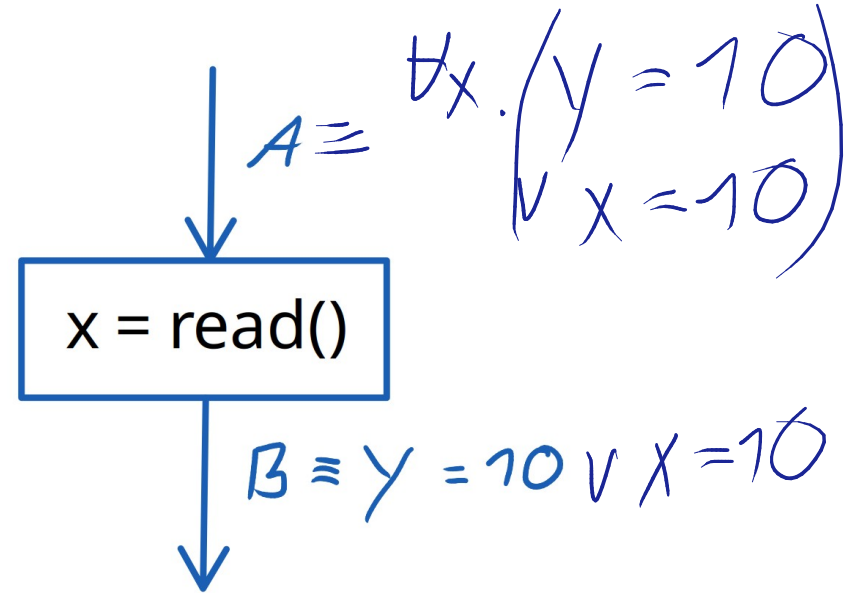 A ≡ ∀x. (y = 10
∨ x = 10)
x = read()
B ≡ y = 10 ∨ x = 10